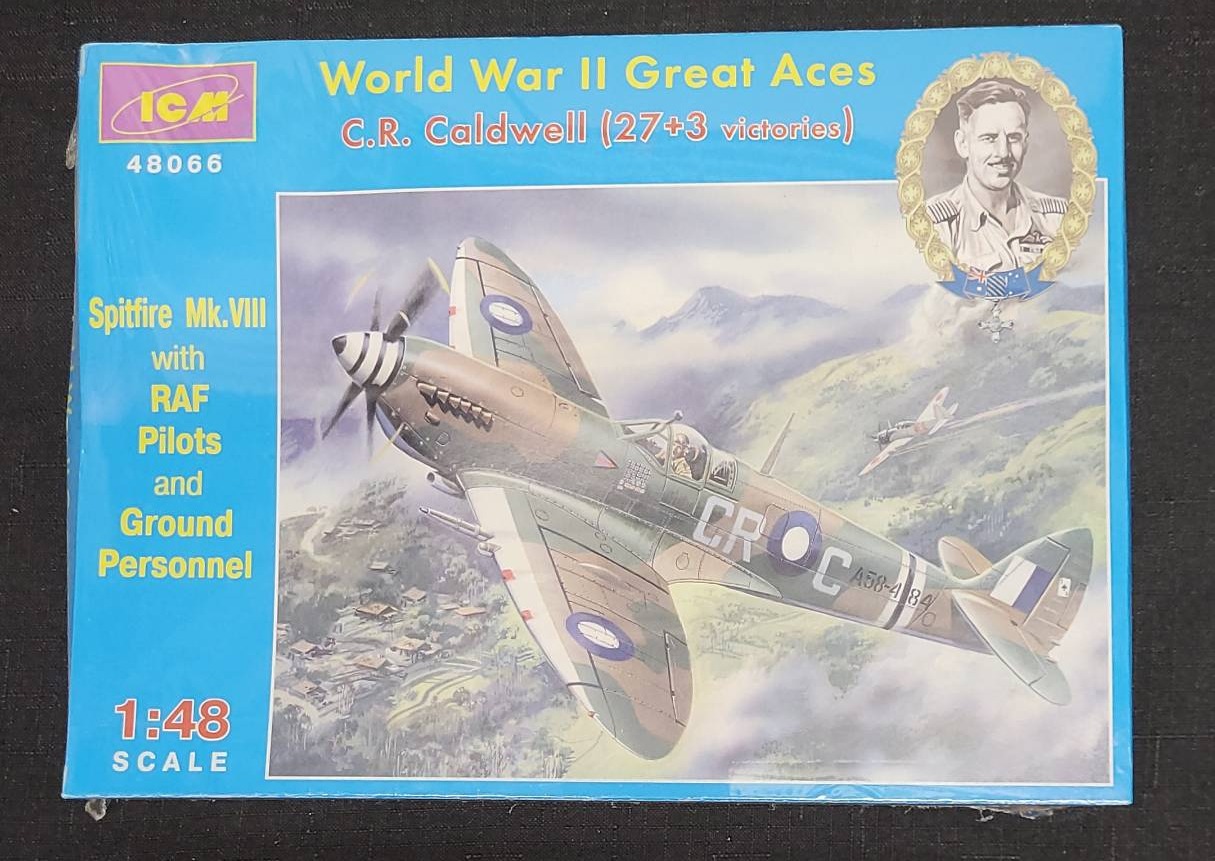 ICM
48066
World War II Great Aces
C.R. Caldwell (27+3 victories)
Spitfire Mk.VIII
with
RAF
Pilots
and
Ground
Personnel
1:48
SCALE
CR
C
A58-484